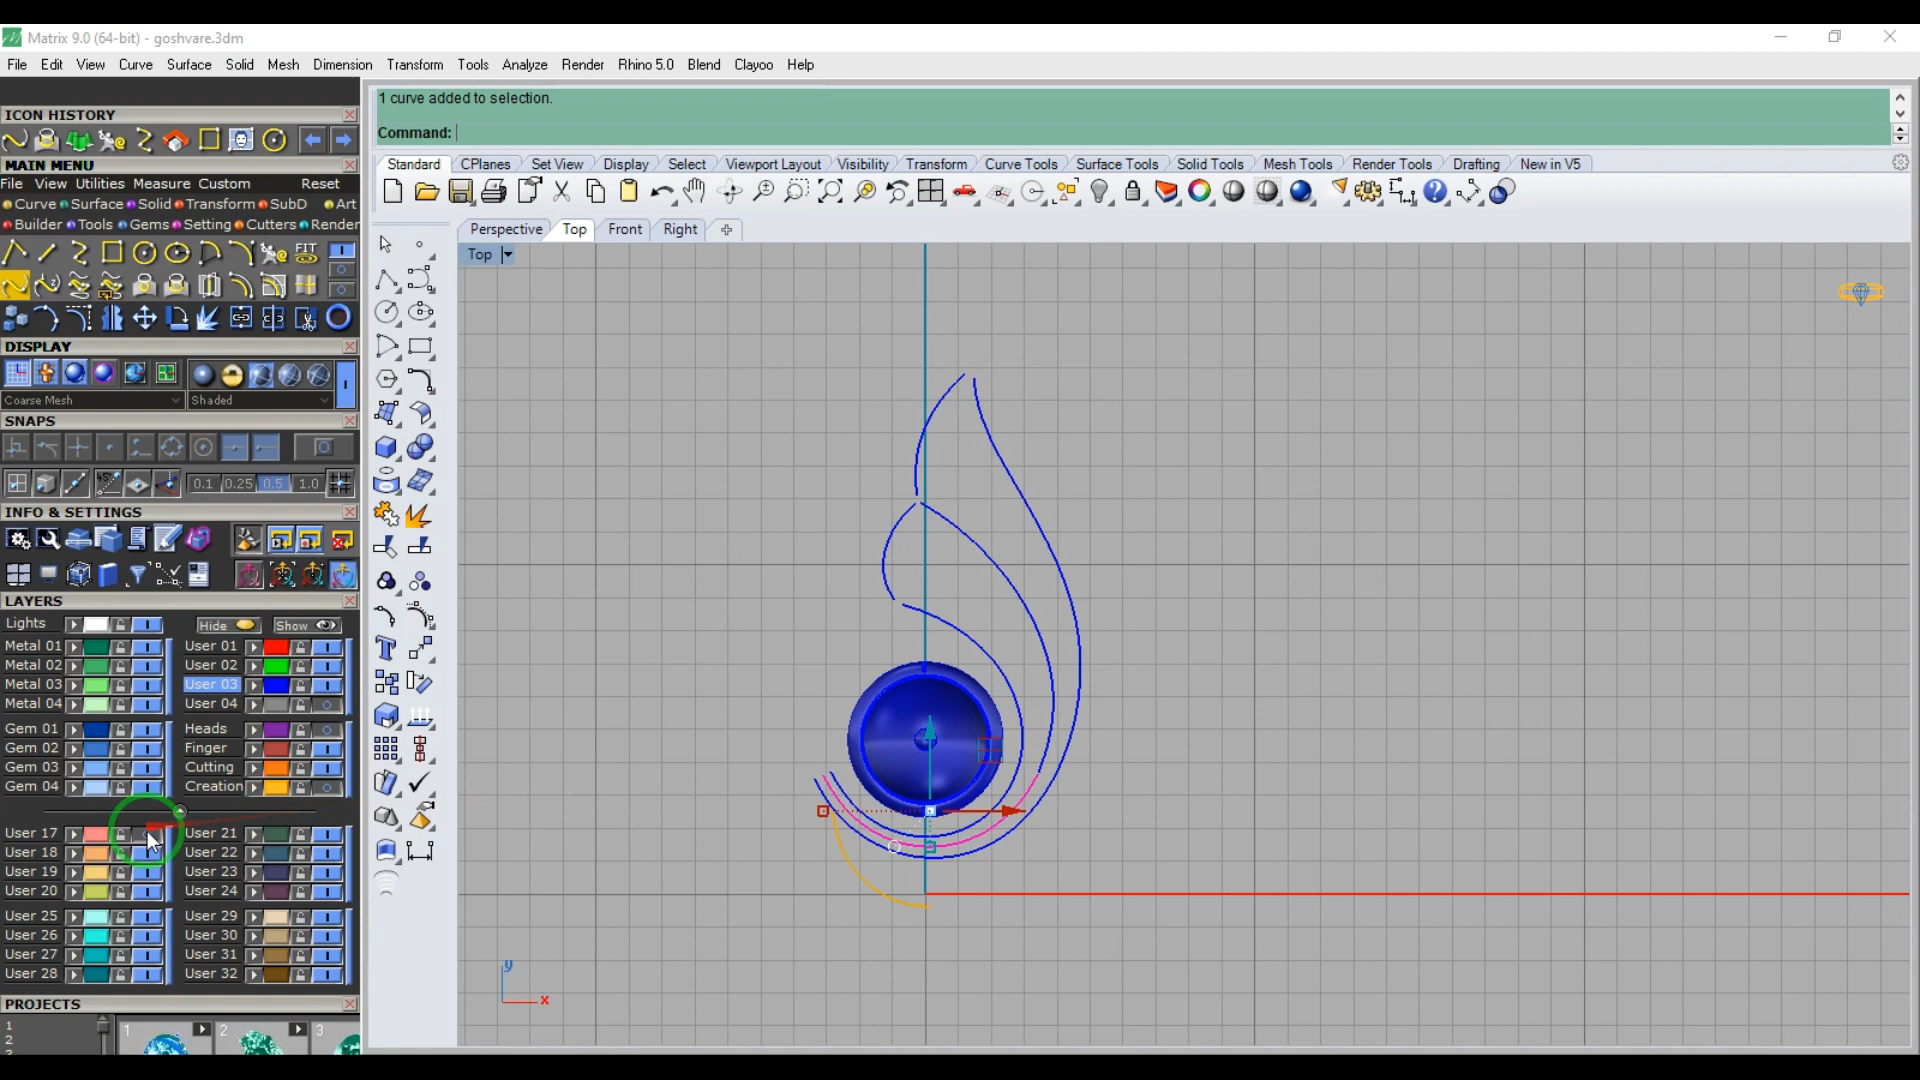 Matrix 9.0 (64-bit) - goshvare.3dm
File Edit View Curve Surface Solid Mesh Dimension Transform Tools Analyze Render Rhino 5.0 Blend Clayoo Help
ICON HISTORY
1 curve added to selection.
Command:
MAIN MENU
File View Utilities Measure Custom Reset
Curve Surface Solid Transform SubD Art
Builder Tools Gems Setting Cutters Render
Standard CPlanes Set View Display Select Viewport Layout Visibility Transform Curve Tools Surface Tools Solid Tools Mesh Tools Render Tools Drafting New in V5
FIT
Perspective Top Front Right
Top
DISPLAY
Coarse Mesh Shaded
SNAPS
45°
0.1 0.25 0.5 1.0
INFO & SETTINGS
LAYERS
Lights Hide Show
Metal 01 User 01
Metal 02 User 02
Metal 03 User 03
Metal 04 User 04
Gem 01 Heads
Gem 02 Finger
Gem 03 Cutting
Gem 04 Creation
User 17 User 21
User 18 User 22
User 19 User 23
User 20 User 24
User 25 User 29
User 26 User 30
User 27 User 31
User 28 User 32
PROJECTS
1
2
1 2 3
y
x